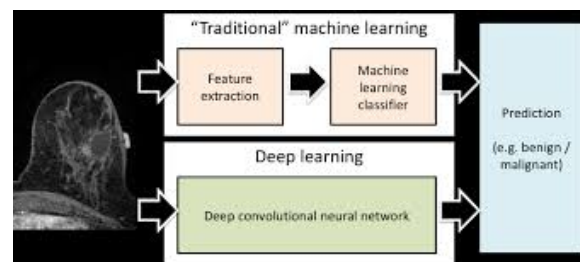 “Traditional” machine learning
Feature
extraction
Machine
learning
classifier
Deep learning
Deep convolutional neural network
Prediction
(e.g. benign /
malignant)